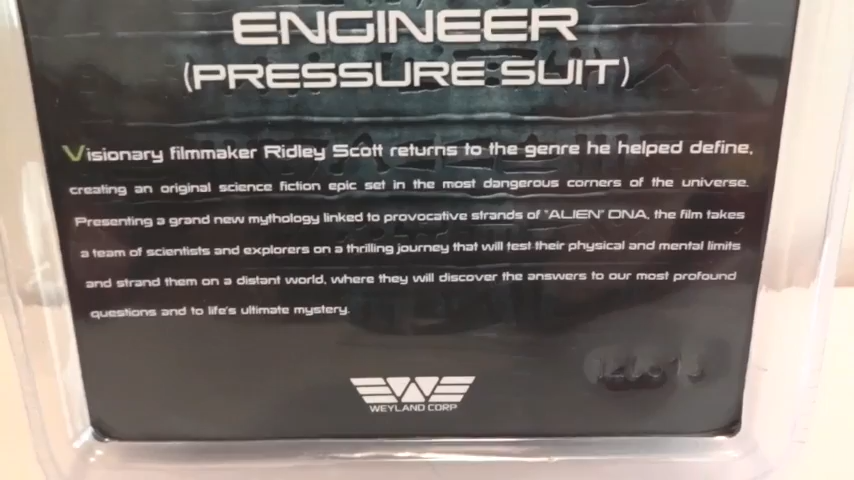 ENGINEER
(PRESSURE SUIT)
Visionary filmmaker Ridley Scott returns to the genre he helped define,
creating an original science fiction epic set in the most dangerous corners of the universe.
Presenting a grand new mythology linked to provocative strands of "ALIEN" DNA, the film takes
a team of scientists and explorers on a thrilling journey that will test their physical and mental limits
and strand them on a distant world, where they will discover the answers to our most profound
questions and to life's ultimate mystery.
WEYLAND CORP